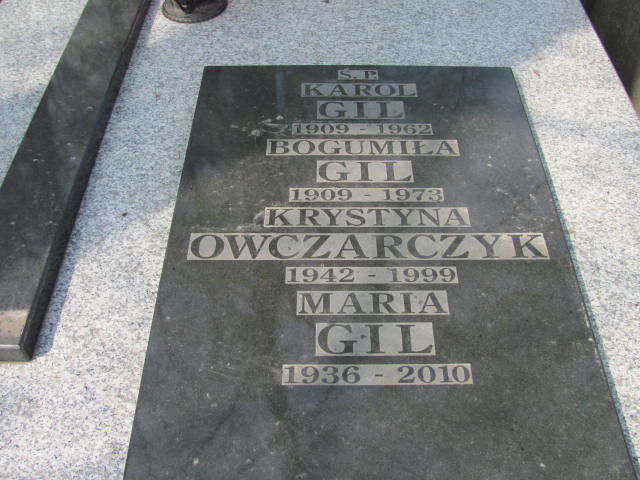 Ś.P.
KAROL
GIL
1909 - 1962
BOGUMIŁA
GIL
1909 - 1973
KRYSTYNA
OWCZARCZYK
1942 - 1999
MARIA
GIL
1936 - 2010